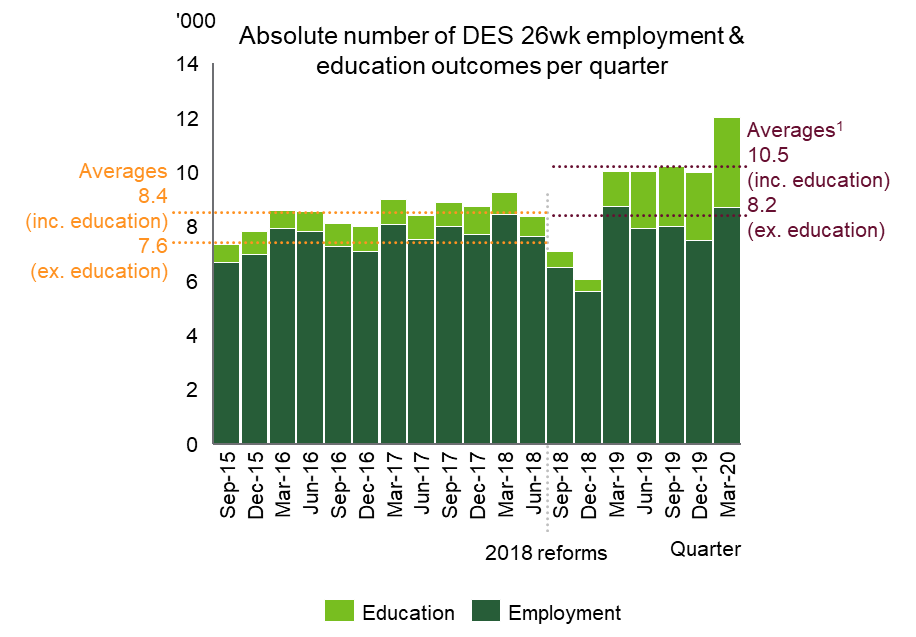 '000
Absolute number of DES 26wk employment &
education outcomes per quarter
14
12
10
8
6
4
2
0
Averages
8.4
(inc. education)
7.6
(ex. education)
Averages¹
10.5
(inc. education)
8.2
(ex. education)
Sep-15
Dec-15
Mar-16
Jun-16
Sep-16
Dec-16
Mar-17
Jun-17
Sep-17
Dec-17
Mar-18
Jun-18
Sep-18
Dec-18
Mar-19
Jun-19
Sep-19
Dec-19
Mar-20
2018 reforms
Quarter
Education
Employment